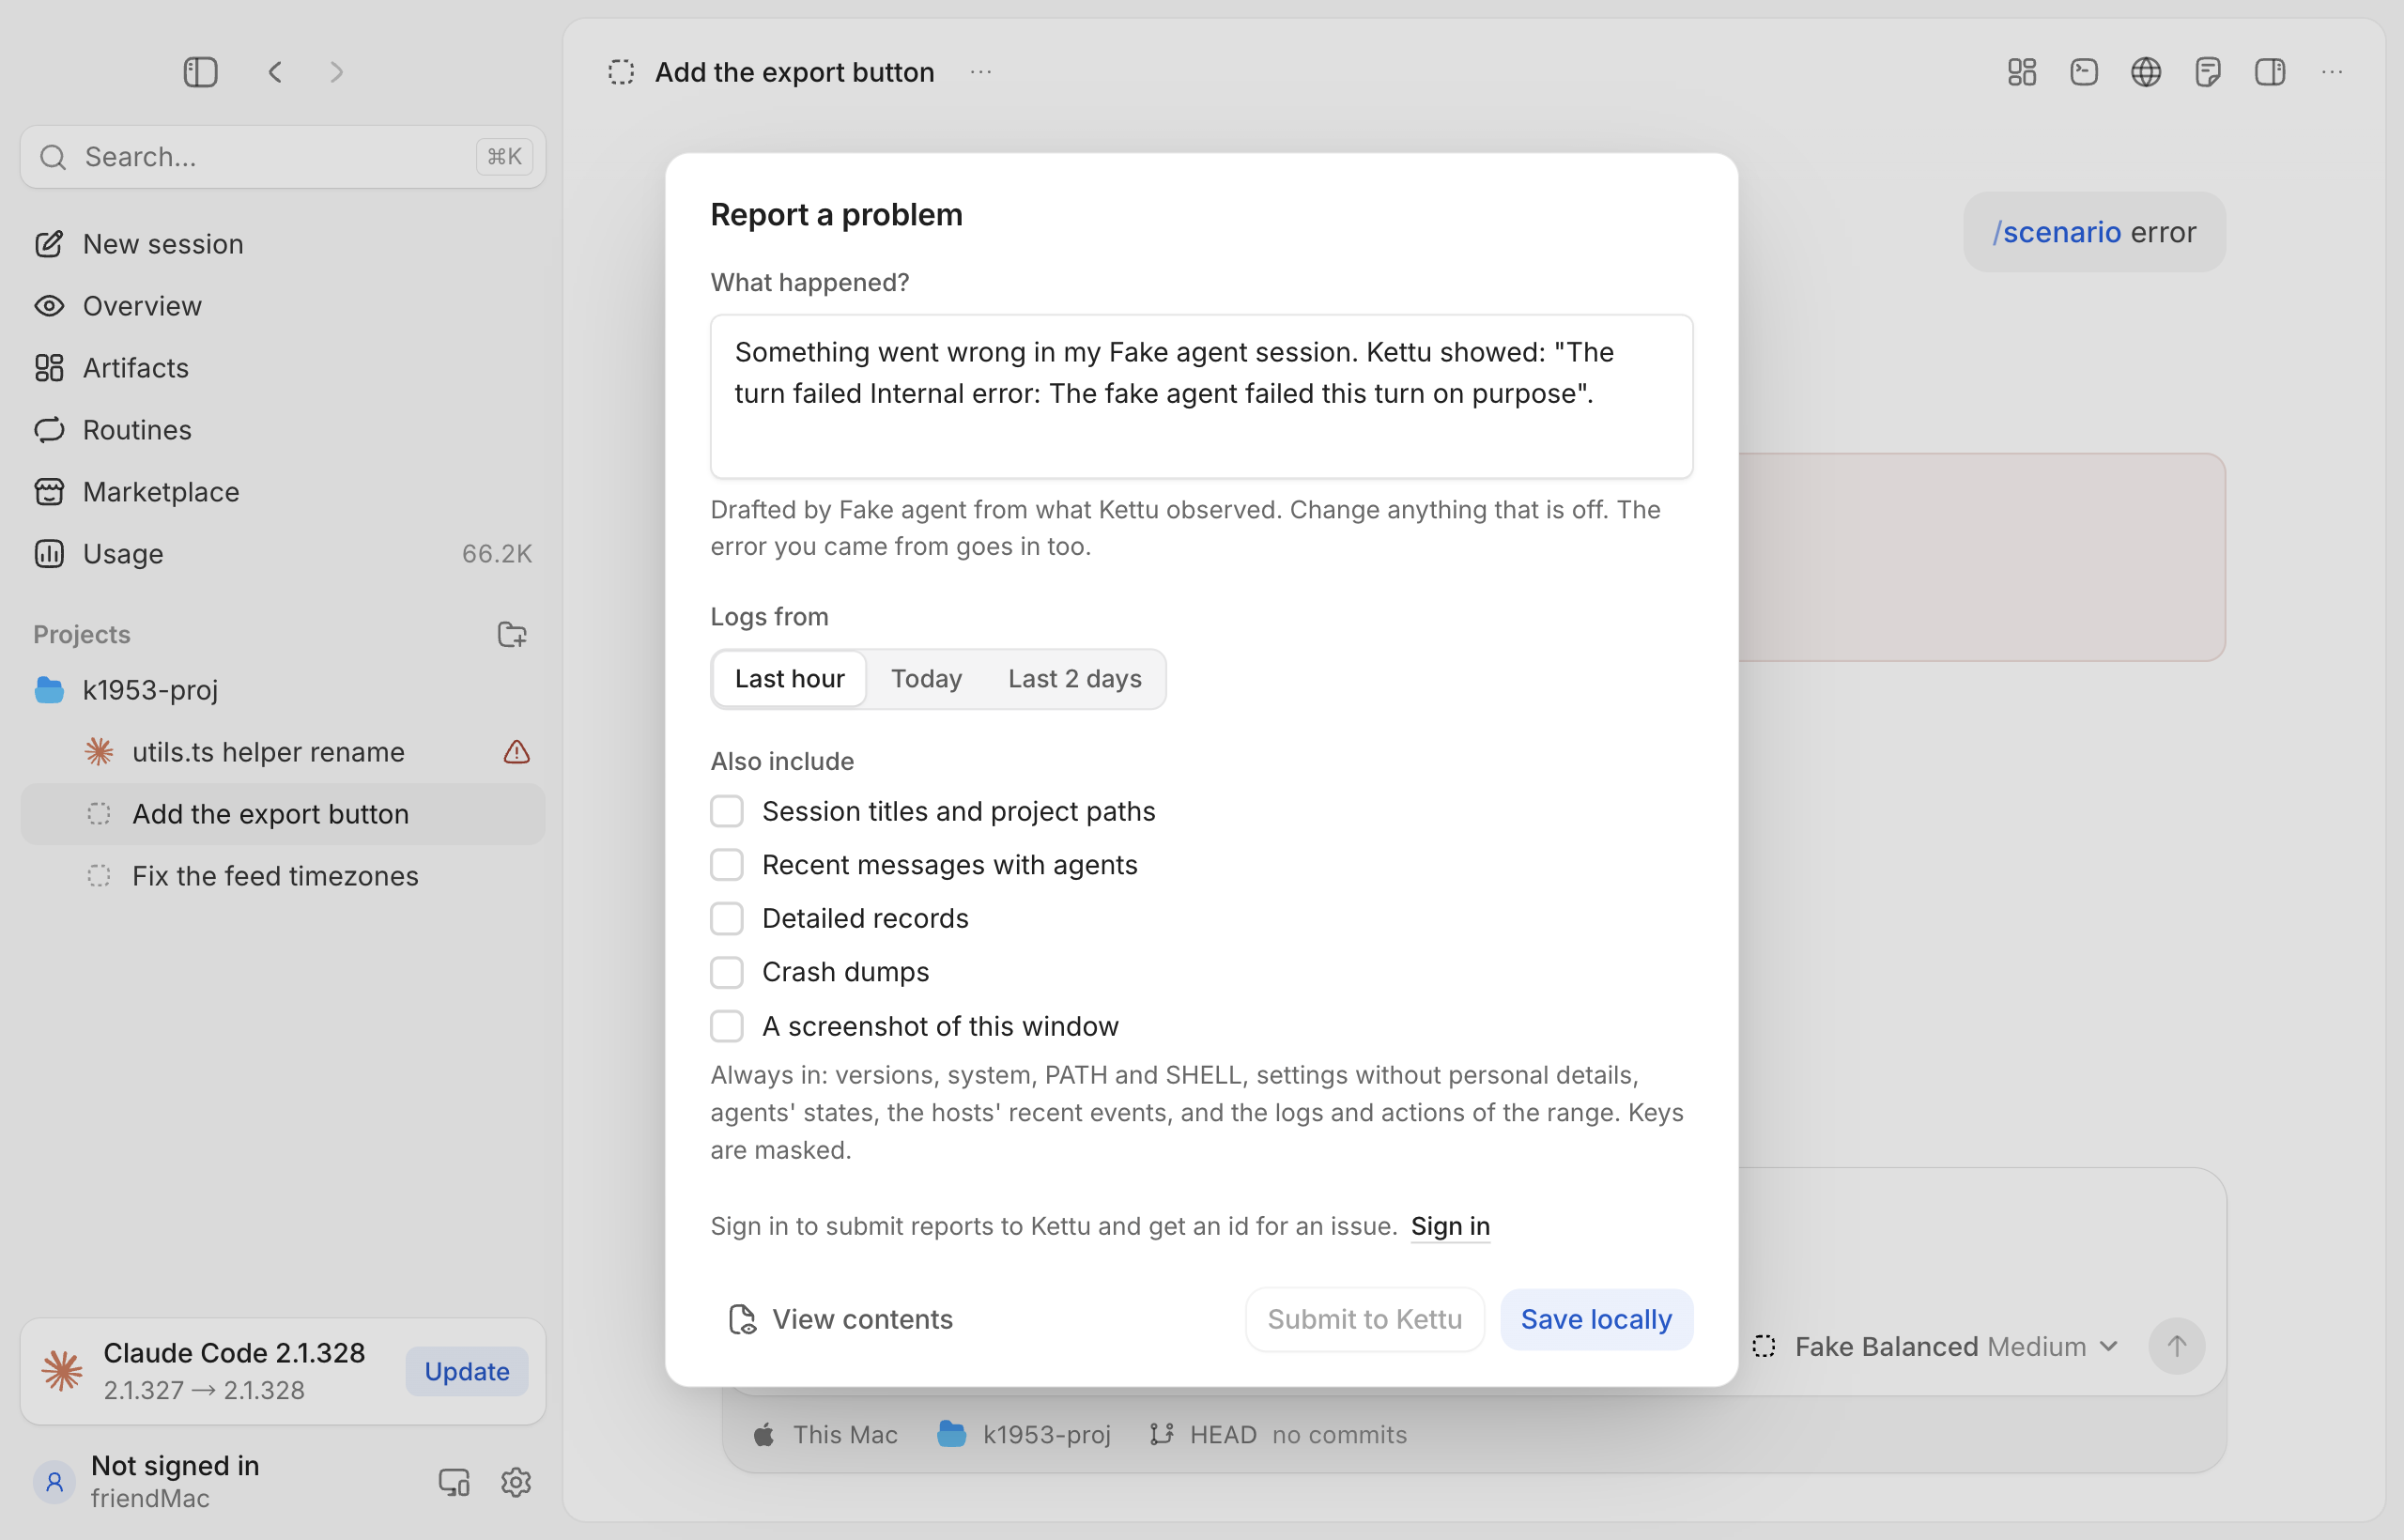 Search...
⌘K
New session
Overview
Artifacts
Routines
Marketplace
Usage
66.2K
Projects
k1953-proj
utils.ts helper rename
Add the export button
Fix the feed timezones
Claude Code 2.1.328
2.1.327 → 2.1.328
Update
Not signed in
friendMac
Add the export button
/scenario error
Report a problem
What happened?
Something went wrong in my Fake agent session. Kettu showed: "The
turn failed Internal error: The fake agent failed this turn on purpose".
Drafted by Fake agent from what Kettu observed. Change anything that is off. The
error you came from goes in too.
Logs from
Last hour
Today
Last 2 days
Also include
Session titles and project paths
Recent messages with agents
Detailed records
Crash dumps
A screenshot of this window
Always in: versions, system, PATH and SHELL, settings without personal details,
agents' states, the hosts' recent events, and the logs and actions of the range. Keys
are masked.
Sign in to submit reports to Kettu and get an id for an issue. Sign in
View contents
Submit to Kettu
Save locally
Fake Balanced Medium
This Mac
k1953-proj
HEAD no commits